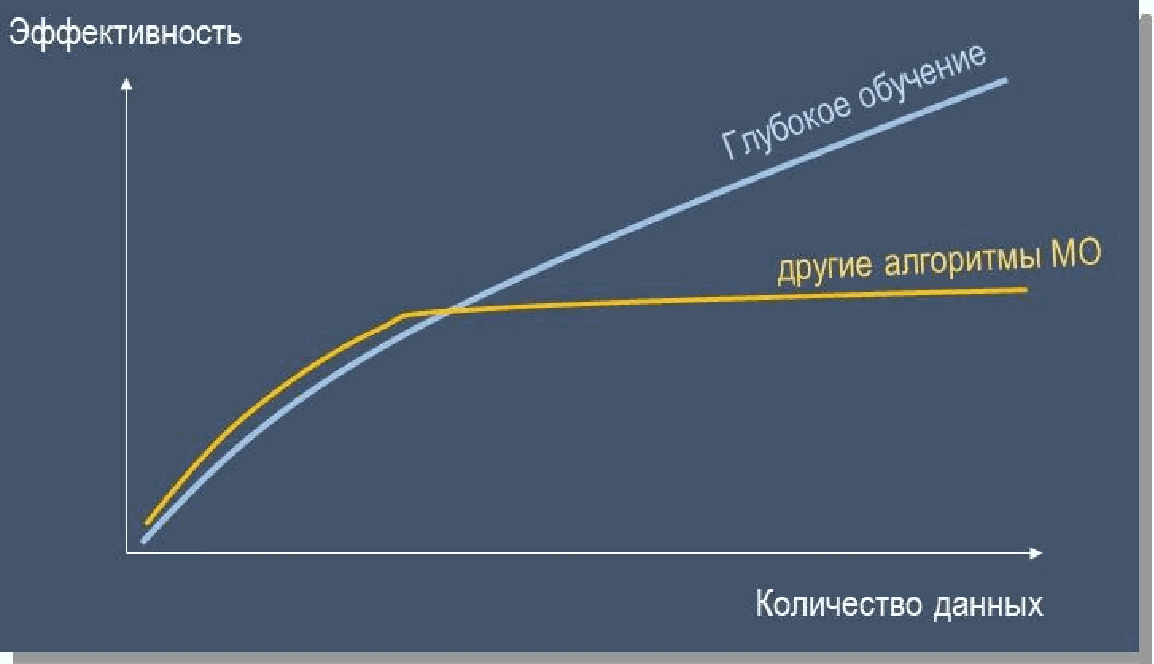 Эффективность
Глубокое обучение
другие алгоритмы МО
Количество данных